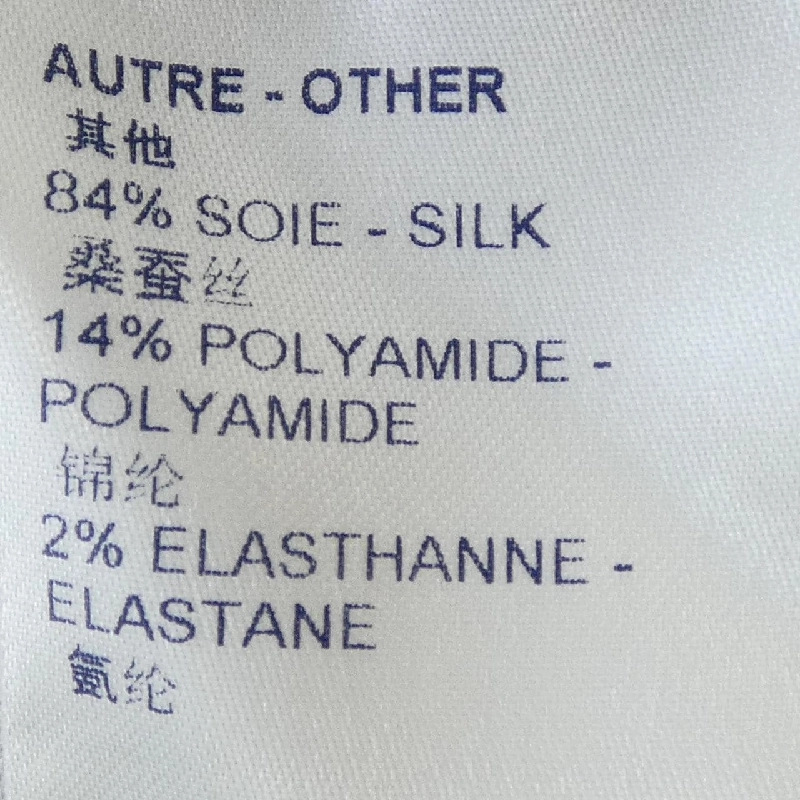 AUTRE - OTHER
其他
84% SOIE - SILK
桑蚕丝
14% POLYAMIDE -
POLYAMIDE
锦纶
2% ELASTHANNE -
ELASTANE
氨纶